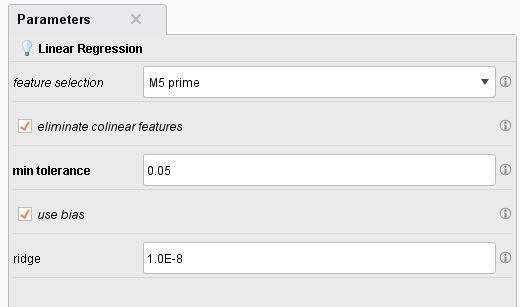 Parameters
Linear Regression
feature selection M5 prime
eliminate colinear features
min tolerance 0.05
use bias
ridge 1.0E-8